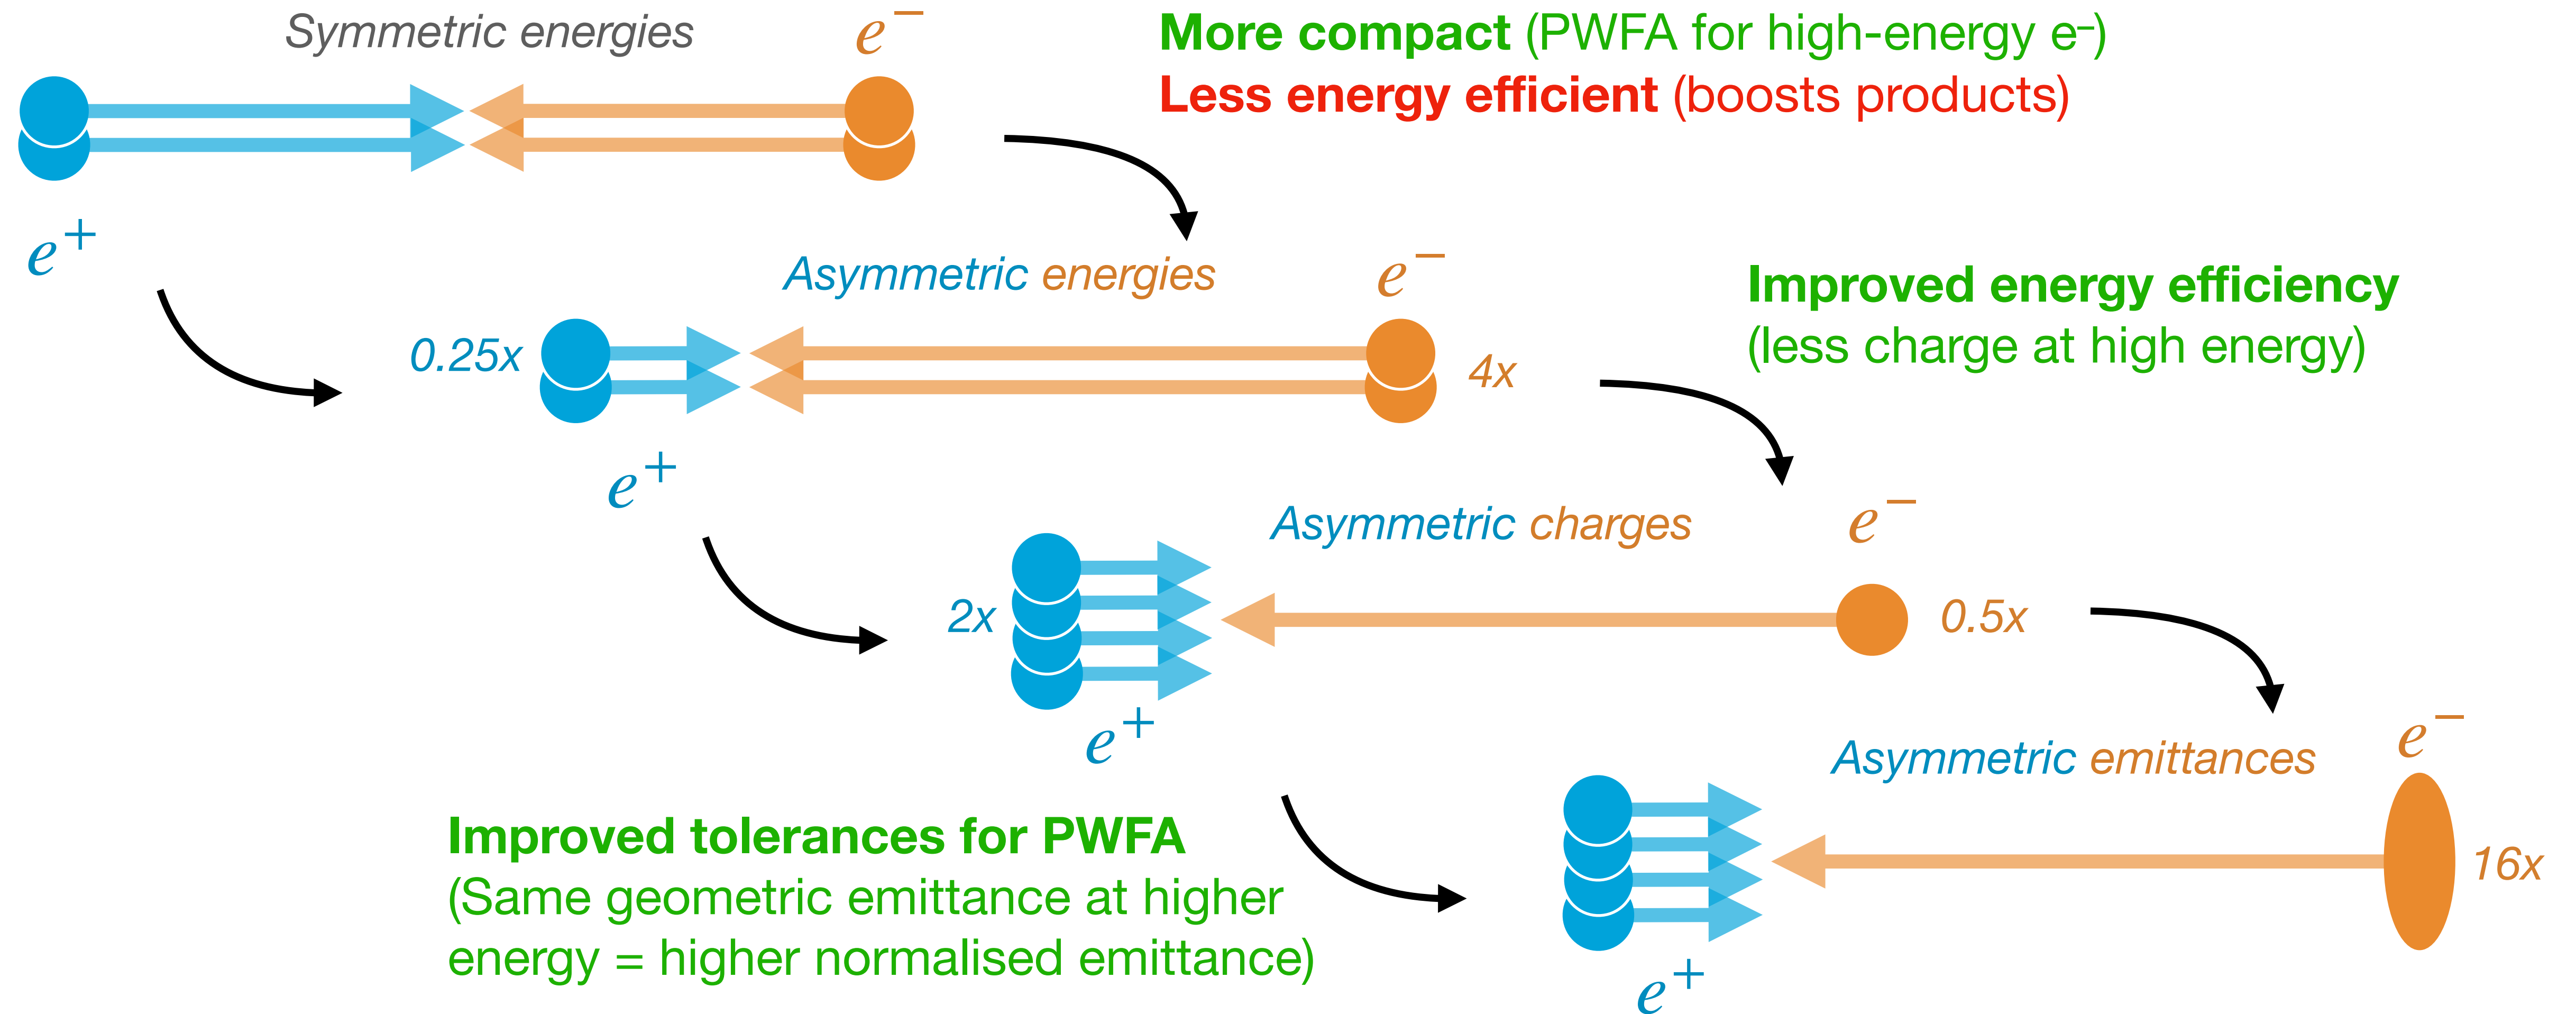 Symmetric energies
e⁻
More compact (PWFA for high-energy e–)
Less energy efficient (boosts products)
e⁺
Asymmetric energies
e⁻
0.25x
4x
Improved energy efficiency
(less charge at high energy)
e⁺
Asymmetric charges
e⁻
2x
0.5x
e⁺
Asymmetric emittances
e⁻
16x
Improved tolerances for PWFA
(Same geometric emittance at higher
energy = higher normalised emittance)
e⁺